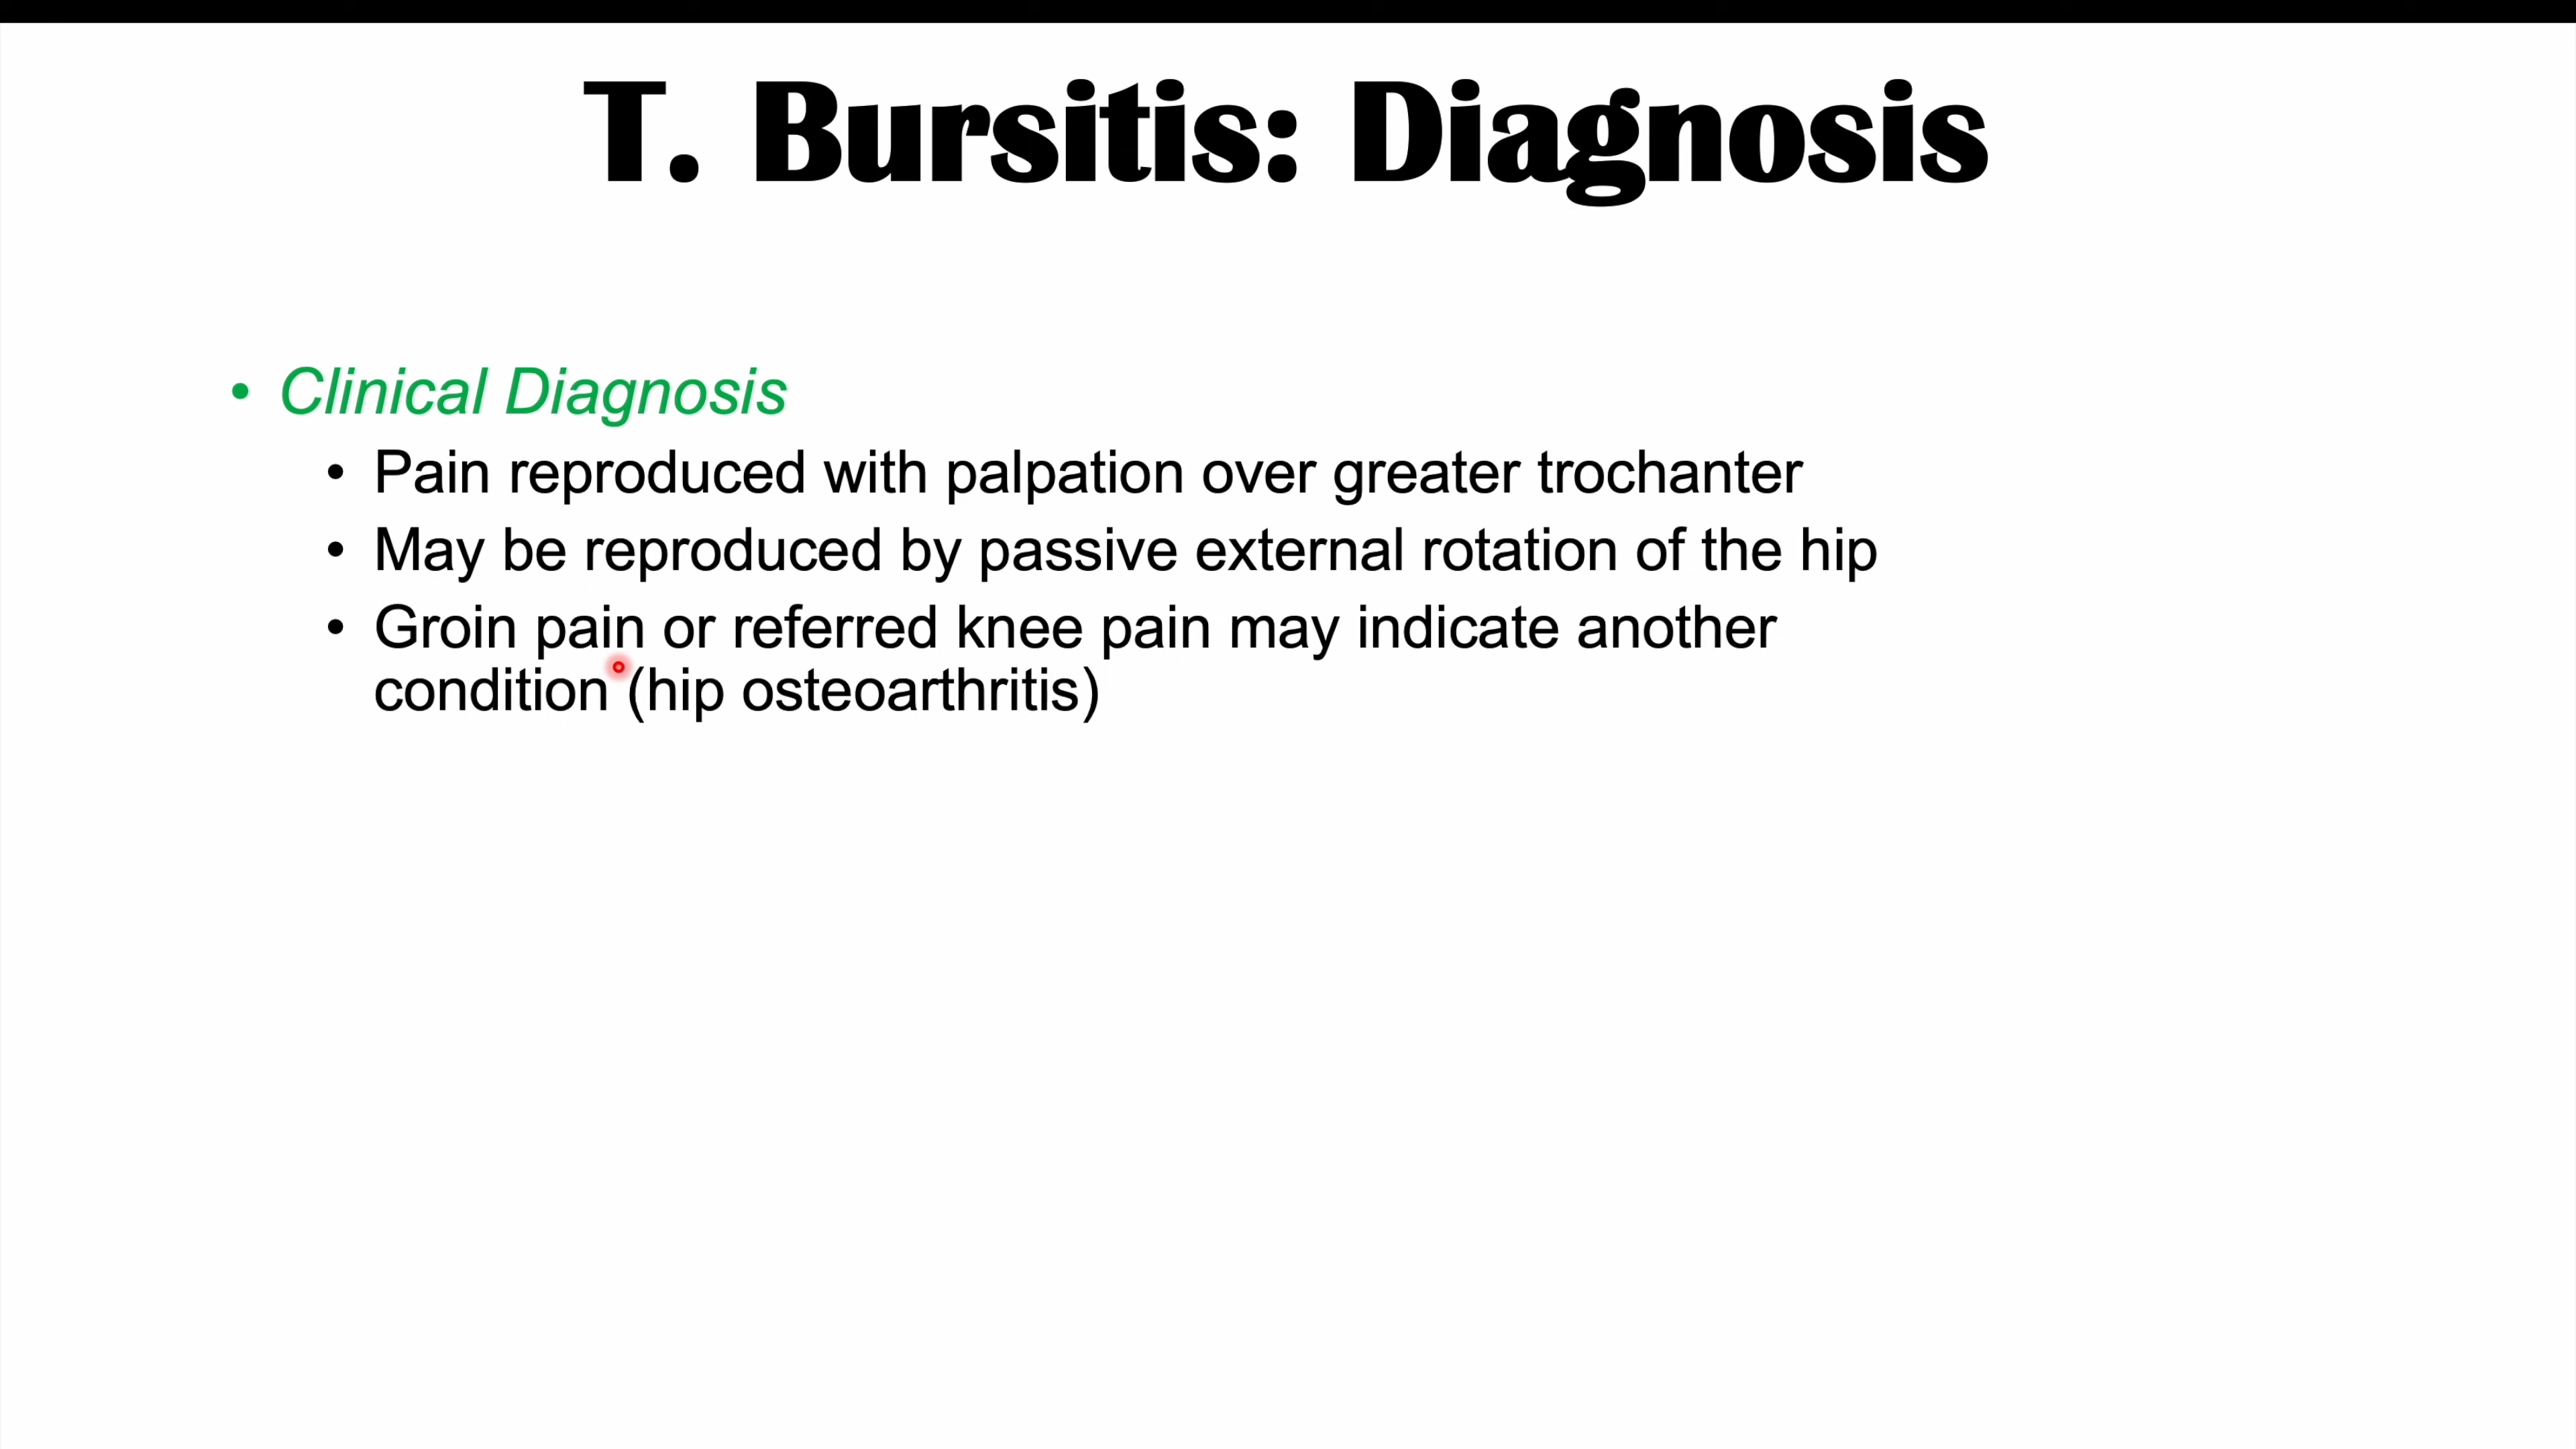 T. Bursitis: Diagnosis
• Clinical Diagnosis
• Pain reproduced with palpation over greater trochanter
• May be reproduced by passive external rotation of the hip
• Groin pain or referred knee pain may indicate another
condition (hip osteoarthritis)